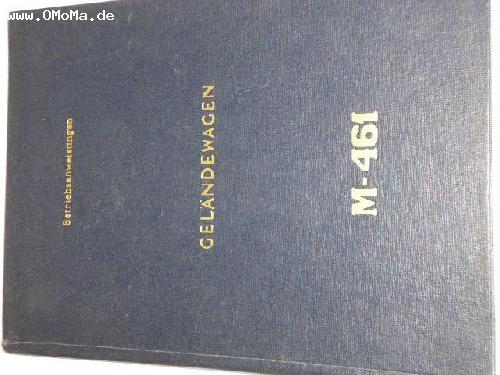 www.OMoMa.de
Betriebsanweisungen
GELÄNDEWAGEN
M-461